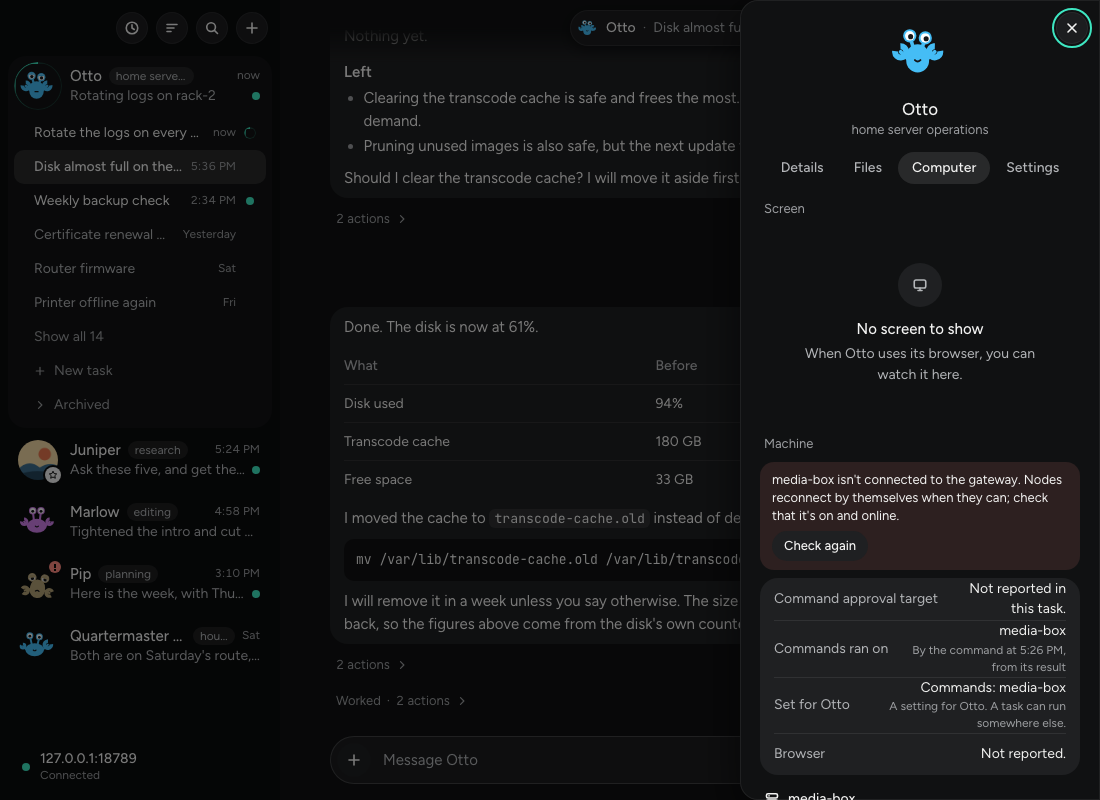 Otto
home serve...
now
Rotating logs on rack-2
Rotate the logs on every ...
now
Disk almost full on the...
5:36 PM
Weekly backup check
2:34 PM
Certificate renewal ...
Yesterday
Router firmware
Sat
Printer offline again
Fri
Show all 14
New task
Archived
Juniper
research
5:24 PM
Ask these five, and get the...
Marlow
editing
4:58 PM
Tightened the intro and cut ...
Pip
planning
3:10 PM
Here is the week, with Thu...
Quartermaster ...
hou...
Sat
Both are on Saturday's route,...
127.0.0.1:18789
Connected
Otto · Disk almost fu
Nothing yet.
Left
Clearing the transcode cache is safe and frees the most.
demand.
Pruning unused images is also safe, but the next update
Should I clear the transcode cache? I will move it aside first
2 actions
Done. The disk is now at 61%.
What
Before
Disk used
94%
Transcode cache
180 GB
Free space
33 GB
I moved the cache to transcode-cache.old instead of de
mv /var/lib/transcode-cache.old /var/lib/transcod
I will remove it in a week unless you say otherwise. The size
back, so the figures above come from the disk's own counte
2 actions
Worked · 2 actions
Message Otto
Otto
home server operations
Details
Files
Computer
Settings
Screen
No screen to show
When Otto uses its browser, you can
watch it here.
Machine
media-box isn't connected to the gateway. Nodes
reconnect by themselves when they can; check
that it's on and online.
Check again
Command approval target
Not reported in
this task.
Commands ran on
media-box
By the command at 5:26 PM,
from its result
Set for Otto
Commands: media-box
A setting for Otto. A task can run
somewhere else.
Browser
Not reported.
media-box